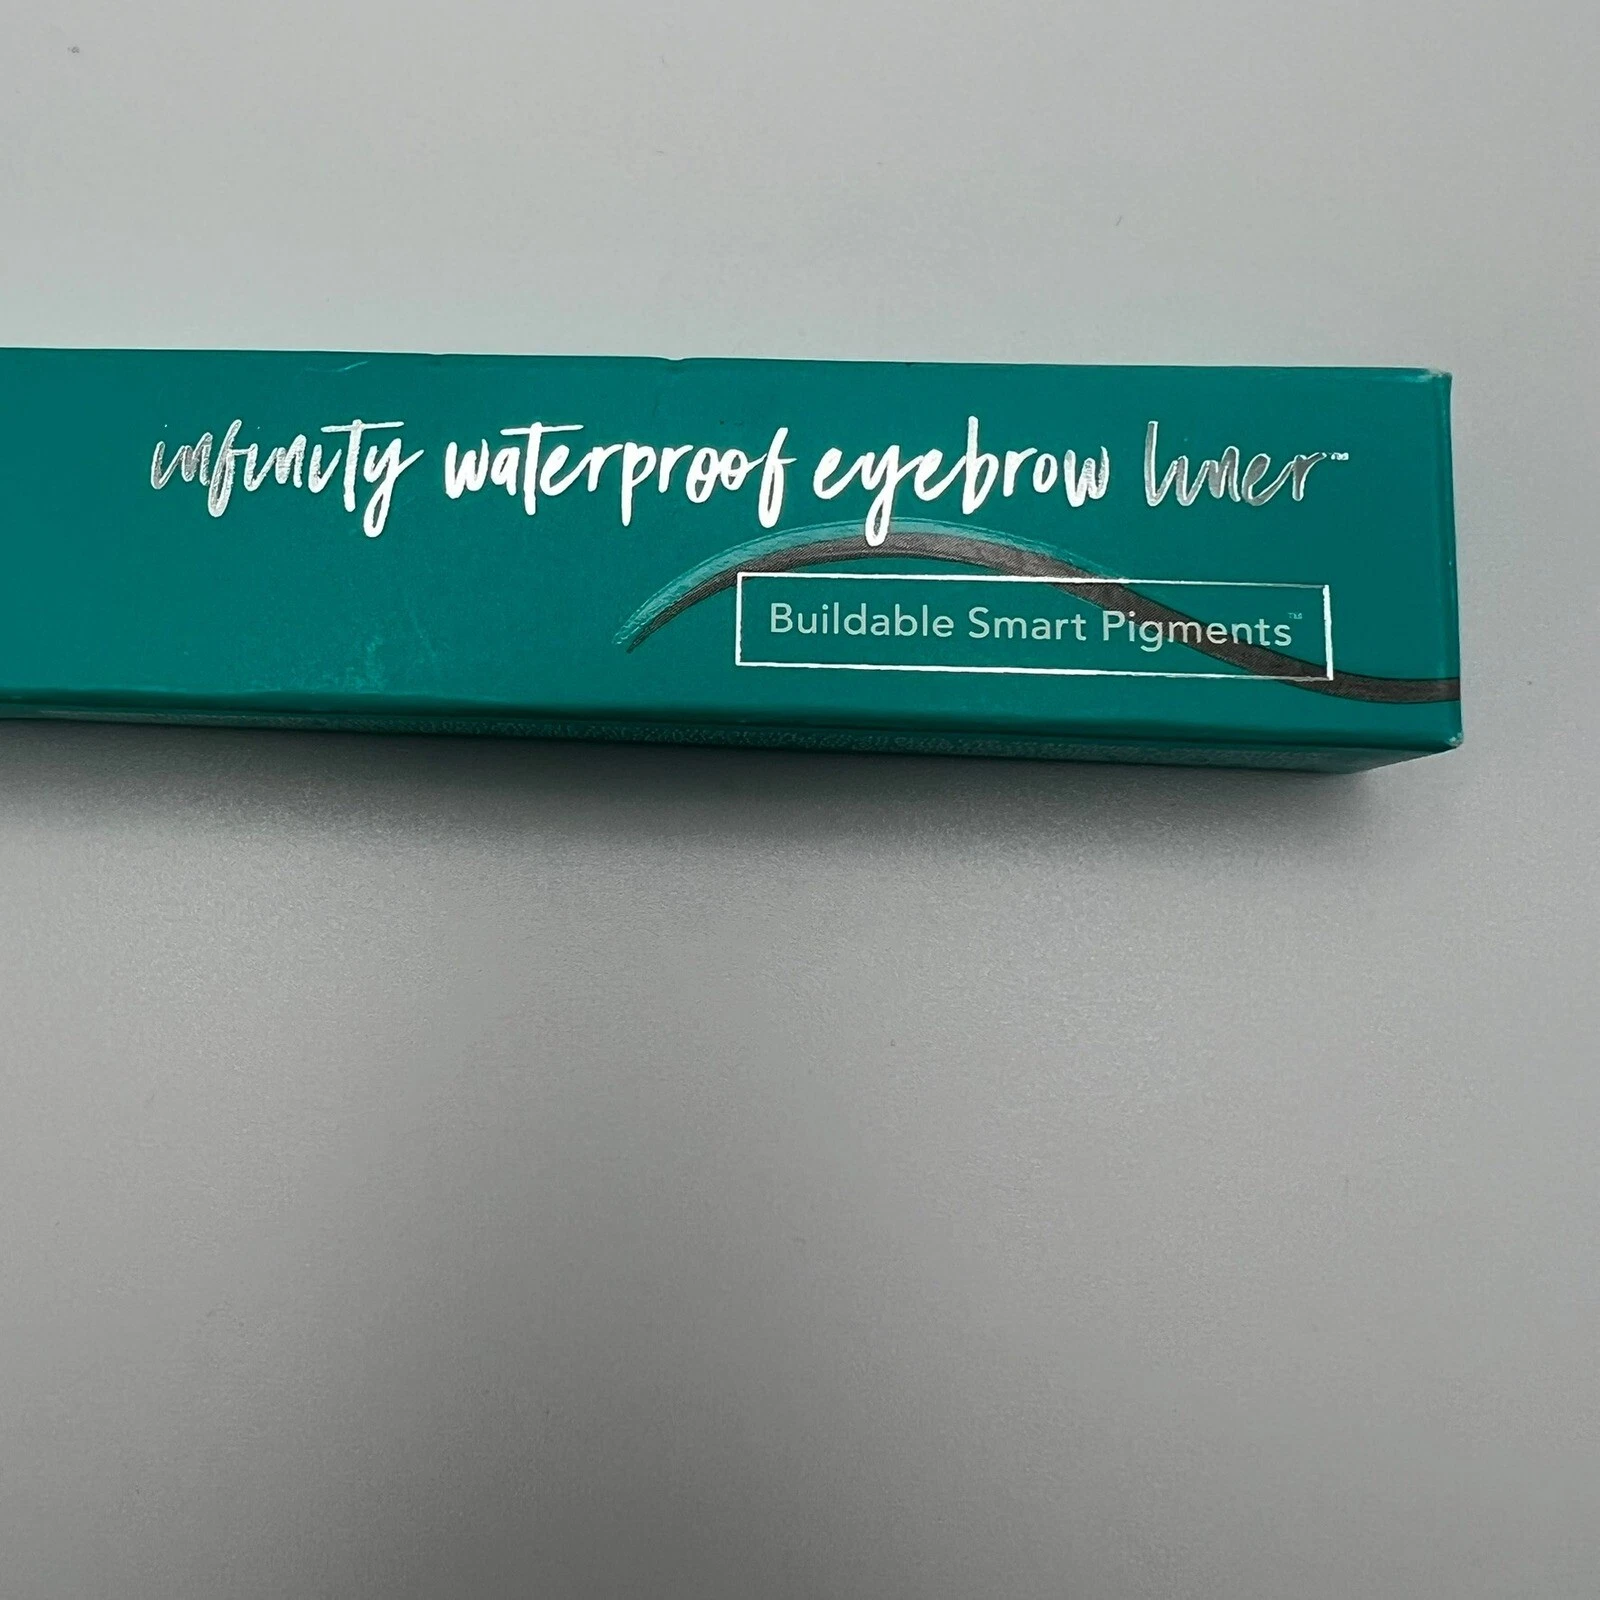 infinity waterproof eyebrow liner™
Buildable Smart Pigments™